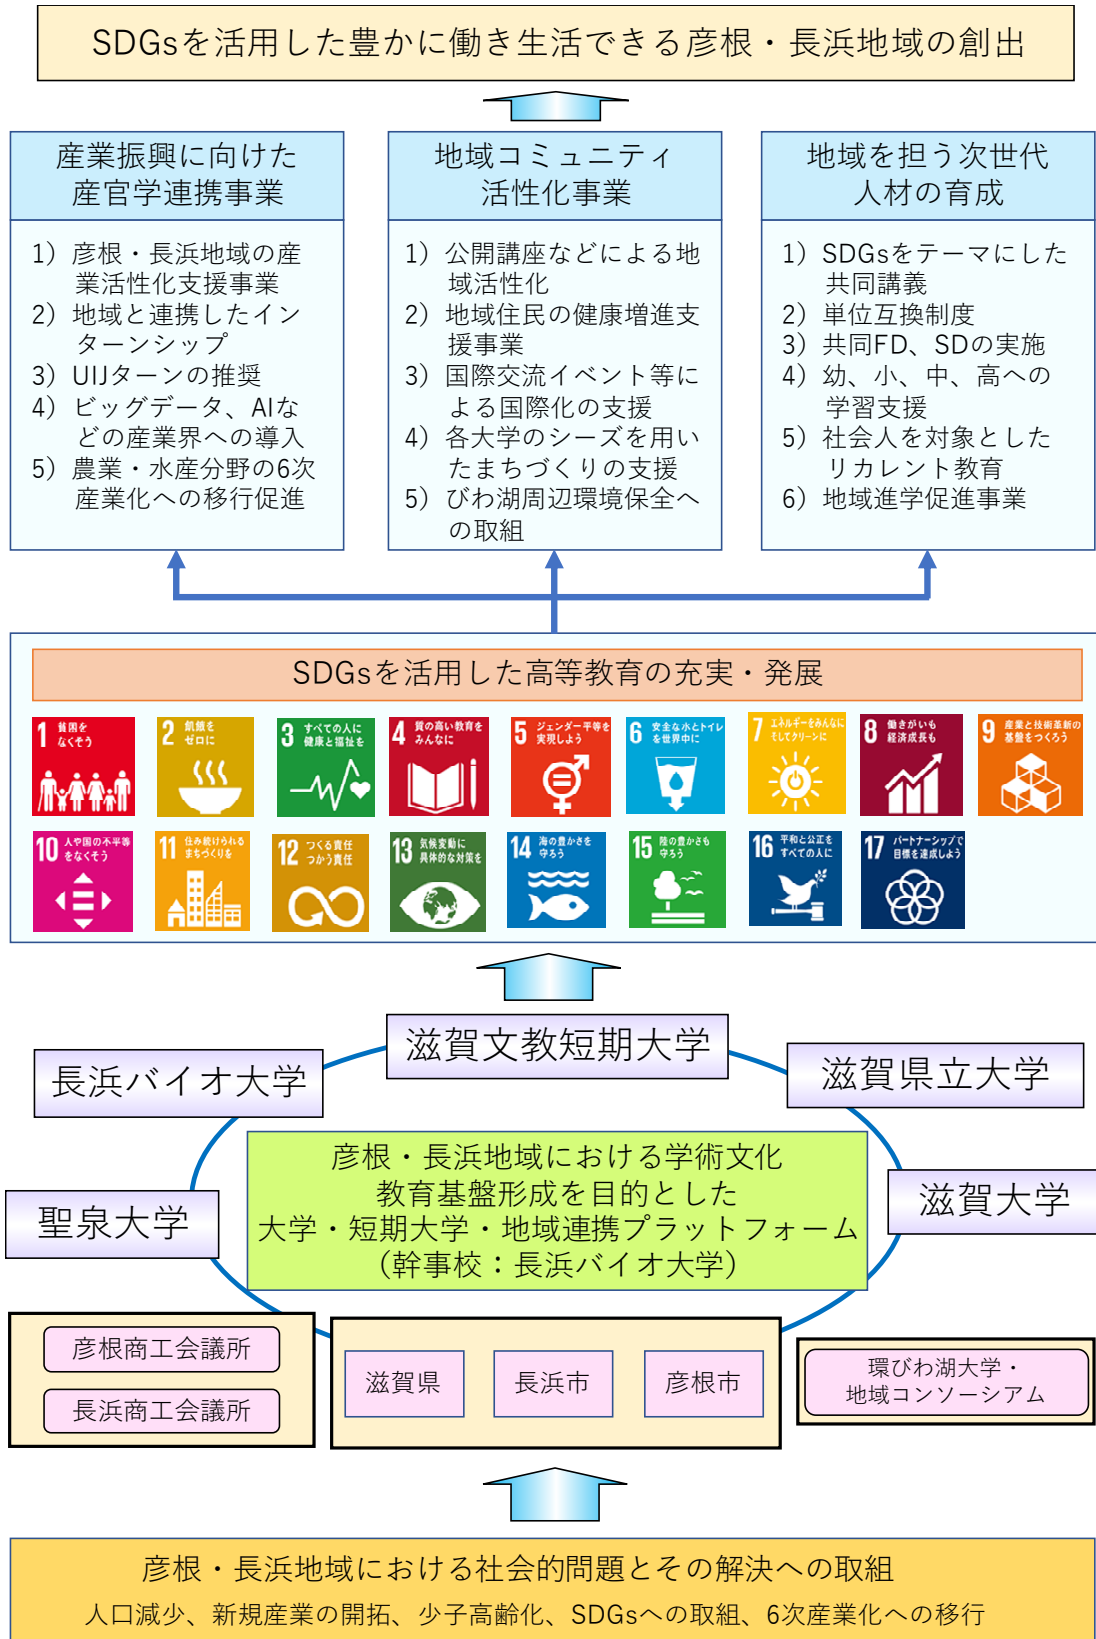 SDGsを活用した豊かに働き生活できる彦根・長浜地域の創出
産業振興に向けた
産官学連携事業
1）彦根・長浜地域の産
業活性化支援事業
2）地域と連携したイン
ターンシップ
3）UIJターンの推奨
4）ビッグデータ、AIな
どの産業界への導入
5）農業・水産分野の6次
産業化への移行促進
地域コミュニティ
活性化事業
1）公開講座などによる地
域活性化
2）地域住民の健康増進支
援事業
3）国際交流イベント等に
よる国際化の支援
4）各大学のシーズを用い
たまちづくりの支援
5）びわ湖周辺環境保全へ
の取組
地域を担う次世代
人材の育成
1）SDGsをテーマにした
共同講義
2）単位互換制度
3）共同FD、SDの実施
4）幼、小、中、高への
学習支援
5）社会人を対象とした
リカレント教育
6）地域進学促進事業
SDGsを活用した高等教育の充実・発展
1 貧困を
なくそう
2 飢餓を
ゼロに
3 すべての人に
健康と福祉を
4 質の高い教育を
みんなに
5 ジェンダー平等を
実現しよう
6 安全な水とトイレ
を世界中に
7 エネルギーをみんなに
そしてクリーンに
8 働きがいも
経済成長も
9 産業と技術革新の
基盤をつくろう
10 人や国の不平等
をなくそう
11 住み続けられる
まちづくりを
12 つくる責任
つかう責任
13 気候変動に
具体的な対策を
14 海の豊かさを
守ろう
15 陸の豊かさも
守ろう
16 平和と公正を
すべての人に
17 パートナーシップで
目標を達成しよう
滋賀文教短期大学
長浜バイオ大学
滋賀県立大学
聖泉大学
滋賀大学
彦根・長浜地域における学術文化
教育基盤形成を目的とした
大学・短期大学・地域連携プラットフォーム
（幹事校：長浜バイオ大学）
彦根商工会議所
長浜商工会議所
滋賀県
長浜市
彦根市
環びわ湖大学・
地域コンソーシアム
彦根・長浜地域における社会的問題とその解決への取組
人口減少、新規産業の開拓、少子高齢化、SDGsへの取組、6次産業化への移行